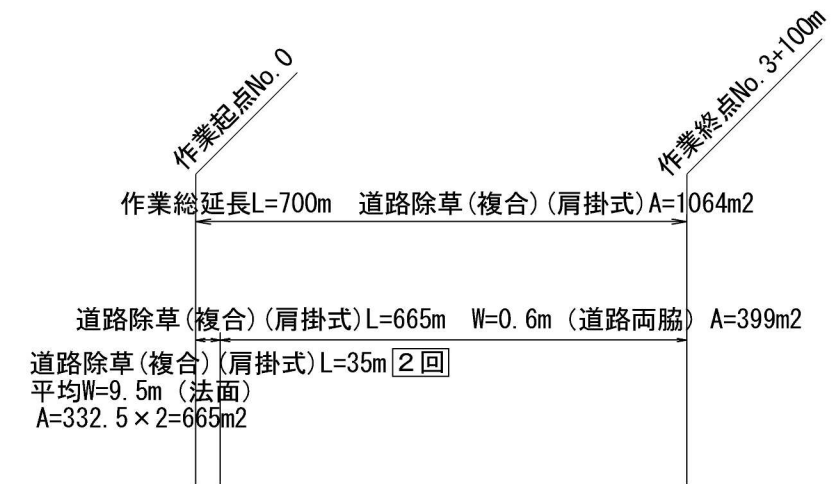 作業起点No.0
作業終点No.3+100m
作業総延長L=700m　道路除草(複合)(肩掛式)A=1064m2
道路除草(複合)(肩掛式)L=665m　W=0.6m（道路両脇）A=399m2
道路除草(複合)(肩掛式)L=35m 2回
平均W=9.5m（法面）
A=332.5×2=665m2